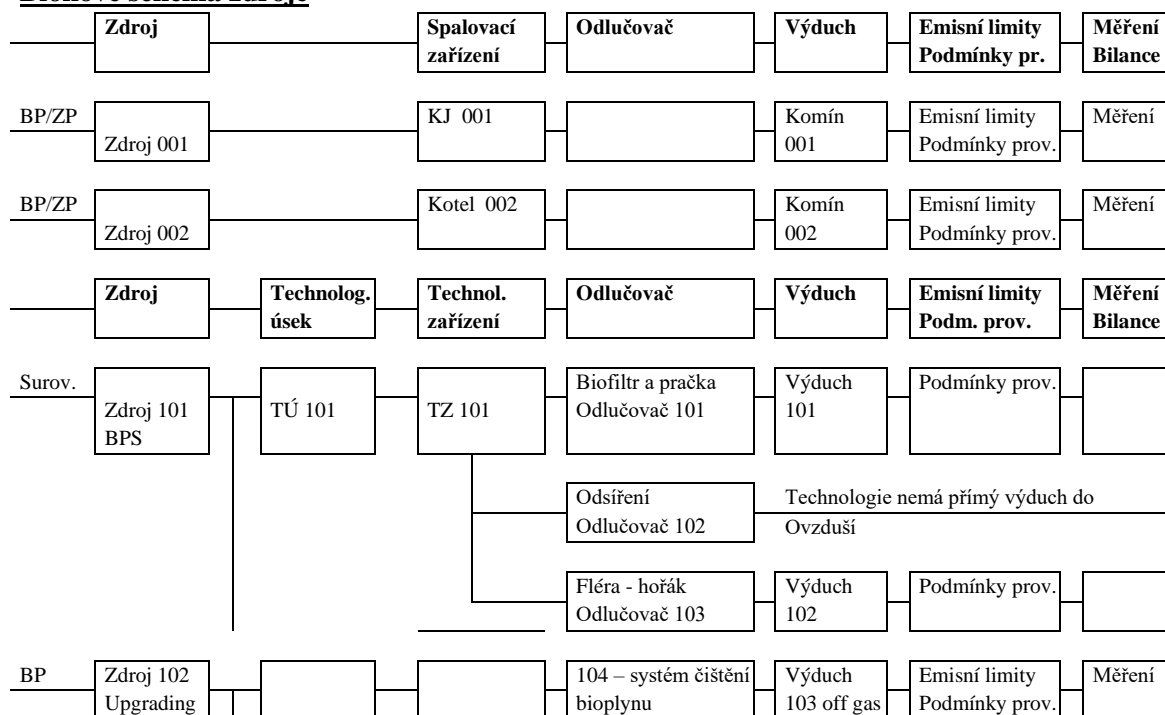 Blokové schéma zdroje
Zdroj Spalovací zařízení Odlučovač Výduch Emisní limity Podmínky pr. Měření Bilance
BP/ZP Zdroj 001 KJ 001 Komín 001 Emisní limity Podmínky prov. Měření
BP/ZP Zdroj 002 Kotel 002 Komín 002 Emisní limity Podmínky prov. Měření
Zdroj Technolog. úsek Technol. zařízení Odlučovač Výduch Emisní limity Podm. prov. Měření Bilance
Surov. Zdroj 101 BPS TÚ 101 TZ 101 Biofiltr a pračka Odlučovač 101 Výduch 101 Podmínky prov.
Odsíření Odlučovač 102 Technologie nemá přímý výduch do Ovzduší
Fléra - hořák Odlučovač 103 Výduch 102 Podmínky prov.
BP Zdroj 102 Upgrading 104 – systém čištění bioplynu Výduch 103 off gas Emisní limity Podmínky prov. Měření